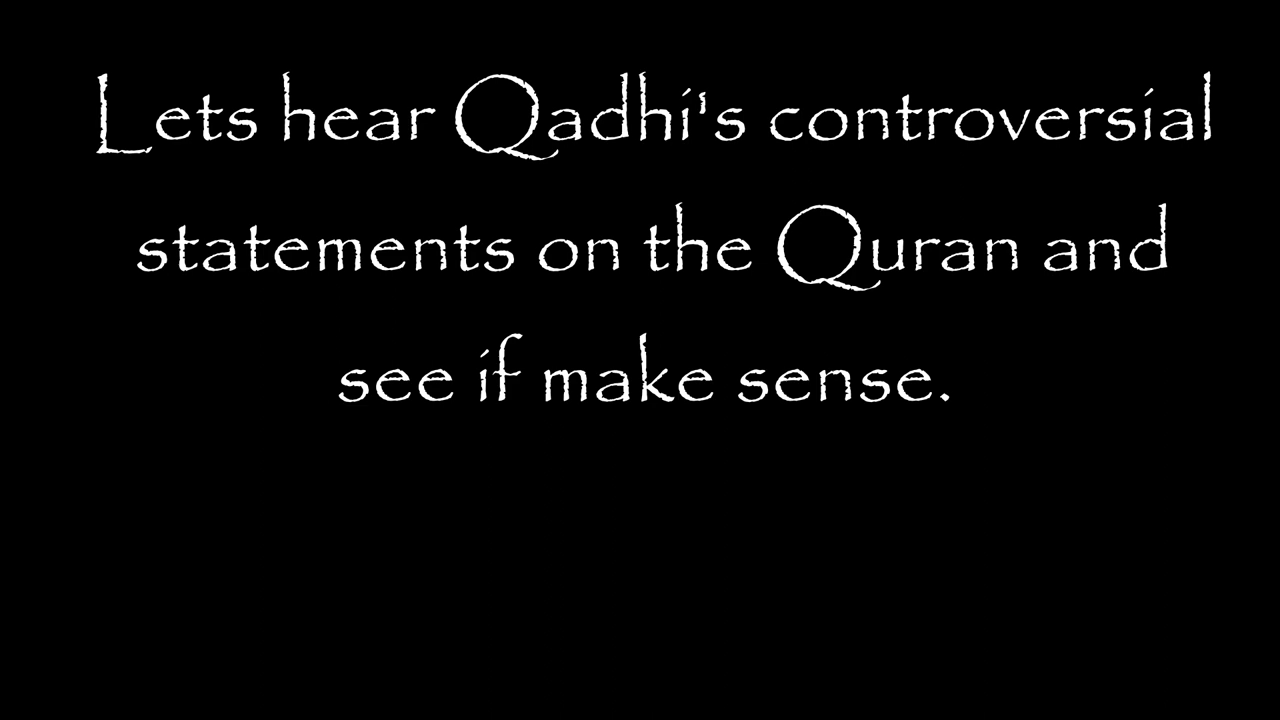 Lets hear Qadhi's controversial
statements on the Quran and
see if make sense.